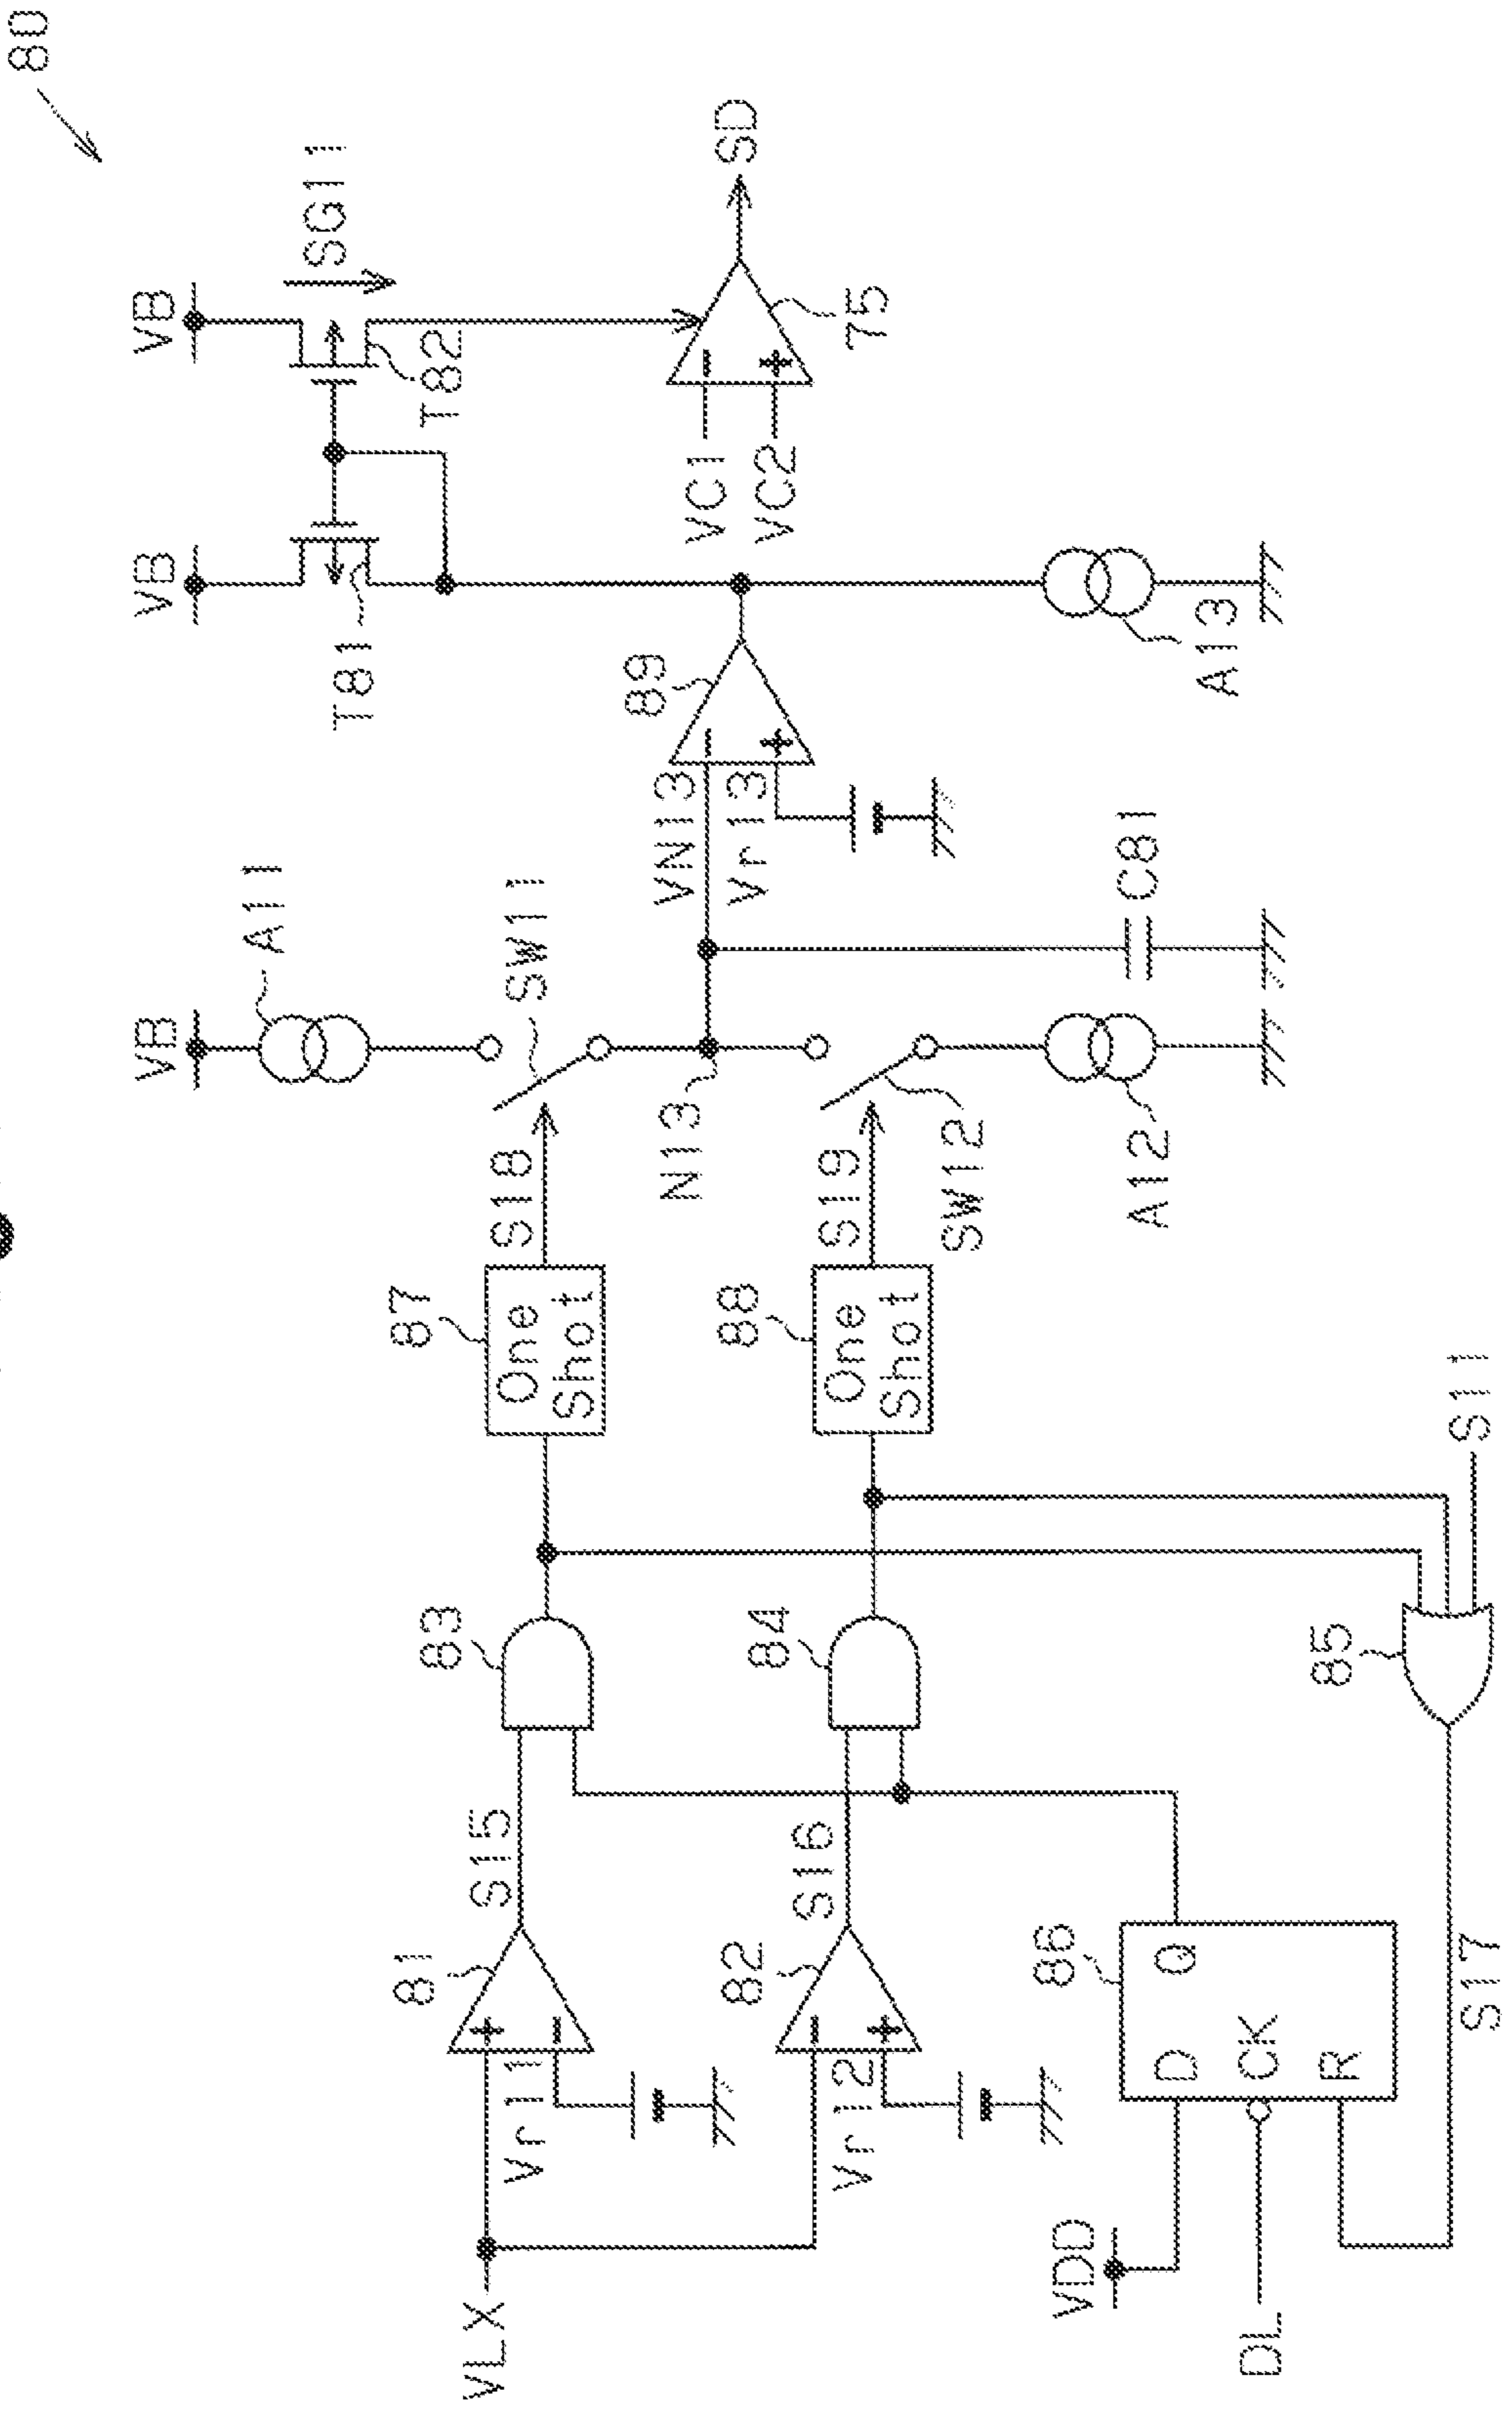 80
VB
VB
VB
A11
SG11
T81
T82
SW11
S18
87
One
Shot
83
S15
81
VLX
Vr11
N13
VN13
Vr13
89
VC1
VC2
75
SD
S19
88
One
Shot
84
S16
82
Vr12
SW12
A12
C81
A13
VDD
DL
86
D
Q
CK
R
85
S11
S17